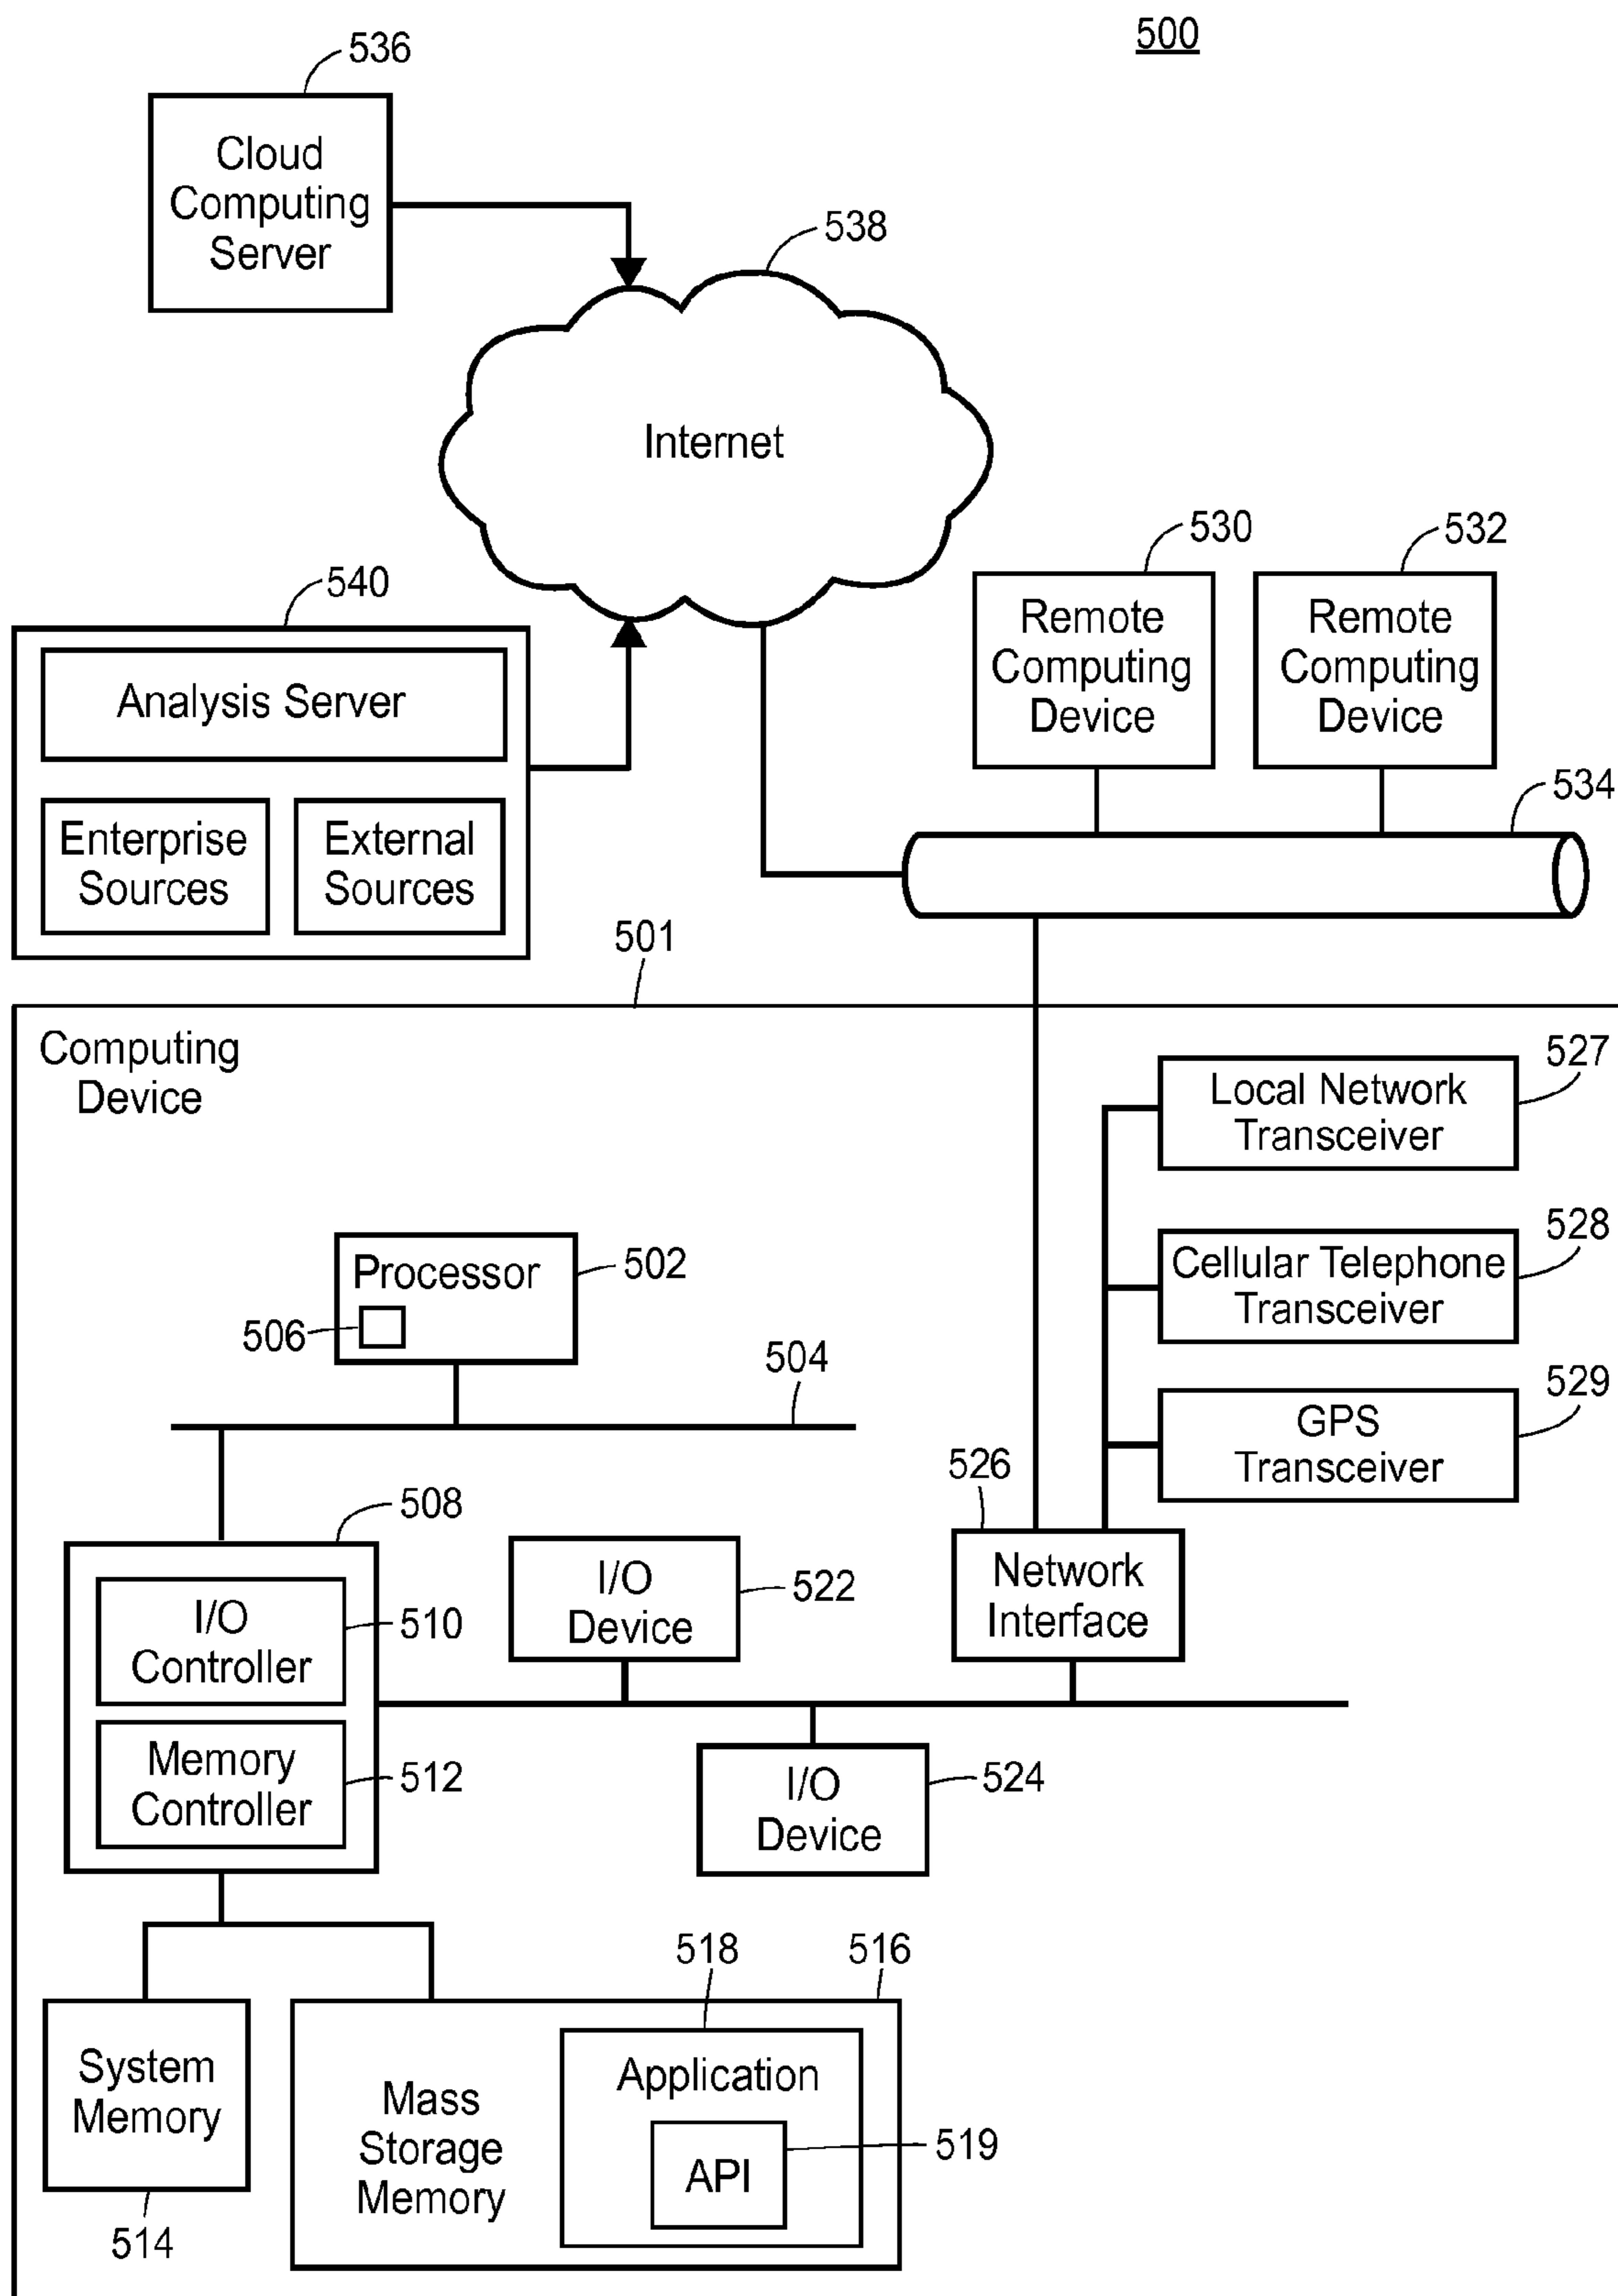 500
536
Cloud
Computing
Server
538
Internet
530
532
Remote
Computing
Device
Remote
Computing
Device
534
540
Analysis Server
Enterprise
Sources
External
Sources
501
Computing
Device
527
Local Network
Transceiver
528
Cellular Telephone
Transceiver
529
GPS
Transceiver
Processor
502
506
504
526
Network
Interface
508
I/O
Controller
510
Memory
Controller
512
I/O
Device
522
I/O
Device
524
System
Memory
514
516
Mass
Storage
Memory
518
Application
API
519